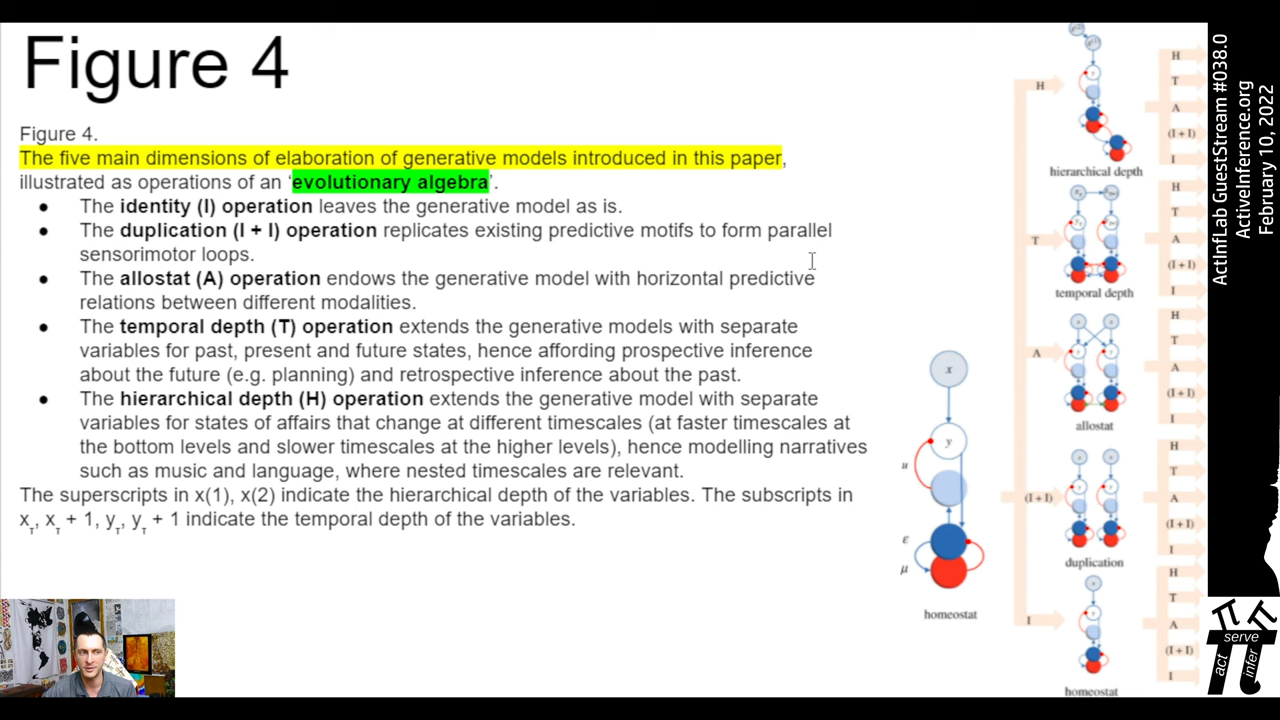 Figure 4
Figure 4.
The five main dimensions of elaboration of generative models introduced in this paper,
illustrated as operations of an ‘evolutionary algebra’.
● The identity (I) operation leaves the generative model as is.
● The duplication (I + I) operation replicates existing predictive motifs to form parallel
sensorimotor loops.
● The allostat (A) operation endows the generative model with horizontal predictive
relations between different modalities.
● The temporal depth (T) operation extends the generative models with separate
variables for past, present and future states, hence affording prospective inference
about the future (e.g. planning) and retrospective inference about the past.
● The hierarchical depth (H) operation extends the generative model with separate
variables for states of affairs that change at different timescales (at faster timescales at
the bottom levels and slower timescales at the higher levels), hence modelling narratives
such as music and language, where nested timescales are relevant.
The superscripts in x(1), x(2) indicate the hierarchical depth of the variables. The subscripts in
xτ, xτ + 1, yτ, yτ + 1 indicate the temporal depth of the variables.
x
y
u
ε
μ
homeostat
H
hierarchical depth
H
T
A
(I + I)
I
T
temporal depth
H
T
A
(I + I)
I
A
allostat
H
T
A
(I + I)
I
(I + I)
duplication
H
T
A
(I + I)
I
I
homeostat
H
T
A
(I + I)
I
ActInfLab GuestStream #038.0
ActiveInference.org
February 10, 2022
serve
act
infer